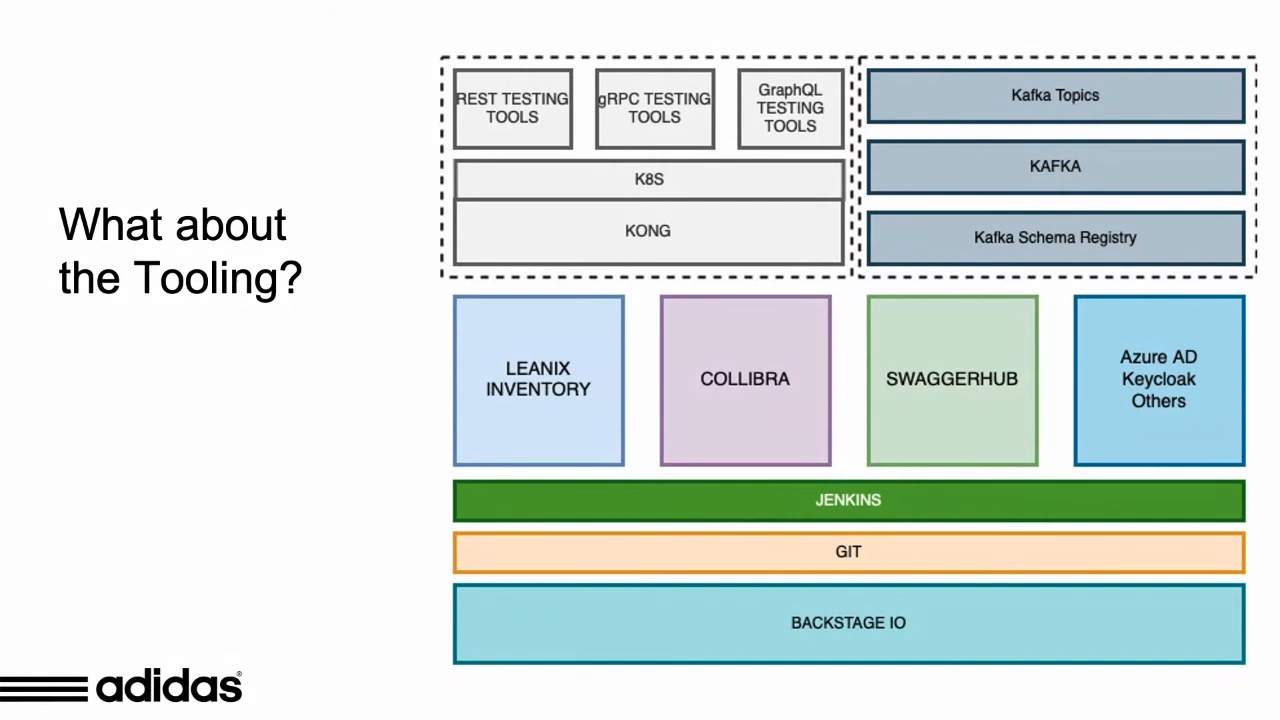 What about
the Tooling?
REST TESTING
TOOLS
gRPC TESTING
TOOLS
GraphQL
TESTING
TOOLS
K8S
KONG
Kafka Topics
KAFKA
Kafka Schema Registry
LEANIX
INVENTORY
COLLIBRA
SWAGGERHUB
Azure AD
Keycloak
Others
JENKINS
GIT
BACKSTAGE IO
adidas®